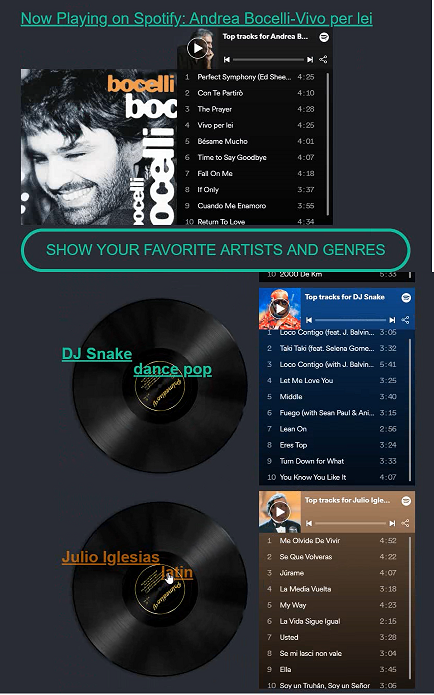 Now Playing on Spotify: Andrea Bocelli-Vivo per lei
bocelli
boc
bocelli
bocelli
Top tracks for Andrea B...
1 Perfect Symphony (Ed Shee... 4:25
2 Con Te Partirò 4:10
3 The Prayer 4:28
4 Vivo per lei 4:25
5 Bésame Mucho 4:01
6 Time to Say Goodbye 4:07
7 Fall On Me 4:18
8 If Only 3:37
9 Cuando Me Enamoro 3:55
10 Return To Love 4:34
SHOW YOUR FAVORITE ARTISTS AND GENRES
10 2000 De Km 5:33
DJ Snake
dance pop
Top tracks for DJ Snake
1 Loco Contigo (feat. J. Balvin... 3:05
2 Taki Taki (feat. Selena Gome... 3:32
3 Loco Contigo (with J. Balvin... 5:41
4 Let Me Love You 3:25
5 Middle 3:40
6 Fuego (with Sean Paul & Ani... 3:15
7 Lean On 2:56
8 Eres Top 3:24
9 Turn Down for What 3:33
10 You Know You Like It 4:07
Julio Iglesias
latin
Top tracks for Julio Igle...
1 Me Olvide De Vivir 4:52
2 Se Que Volveras 4:22
3 Júrame 4:07
4 La Media Vuelta 3:18
5 My Way 4:23
6 La Vida Sigue Igual 2:15
7 Usted 3:28
8 Se mi lasci non vale 3:04
9 Ella 3:45
10 Soy un Truhán, Soy un Señor 3:06